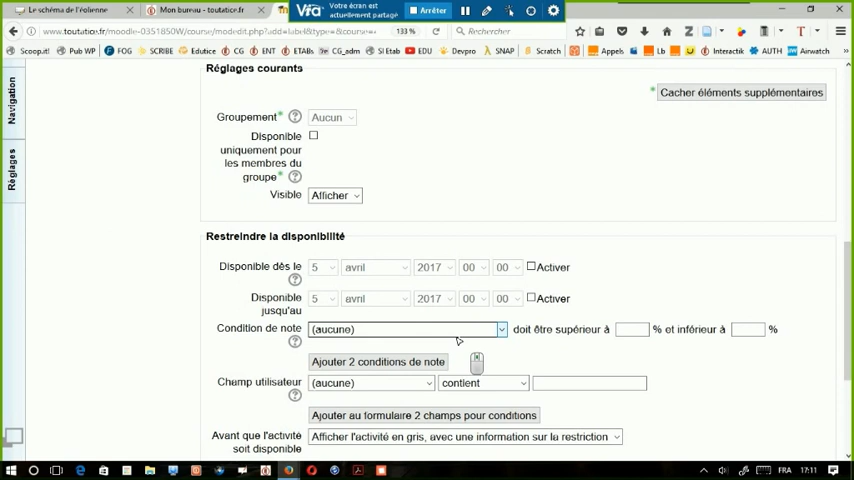 Le schéma de l'éolienne
Mon bureau - toutatice.fr
Via
Votre écran est
actuellement partagé
Arrêter
www.toutatice.fr/moodle-0351850W/course/modedit.php?add=label&type=&course=
133 %
Rechercher
Scoop.it!
Pub WP
FOG
SCRIB
Edutice
ENT
ETABs
CG_adm
SI Etab
EDU
Devpro
SNAP
Scratch
Appels
Lb
Interactik
AUTH
Airwatch
Navigation
Réglages
Réglages courants
* Cacher éléments supplémentaires
Groupement* Aucun
Disponible
uniquement pour
les membres du
groupe*
Visible Afficher
Restreindre la disponibilité
Disponible dès le 5 avril 2017 00 00 Activer
Disponible
jusqu'au 5 avril 2017 00 00 Activer
Condition de note (aucune) doit être supérieur à % et inférieur à %
Ajouter 2 conditions de note
Champ utilisateur (aucune) contient
Ajouter au formulaire 2 champs pour conditions
Avant que l'activité
soit disponible Afficher l'activité en gris, avec une information sur la restriction
FRA 17:11